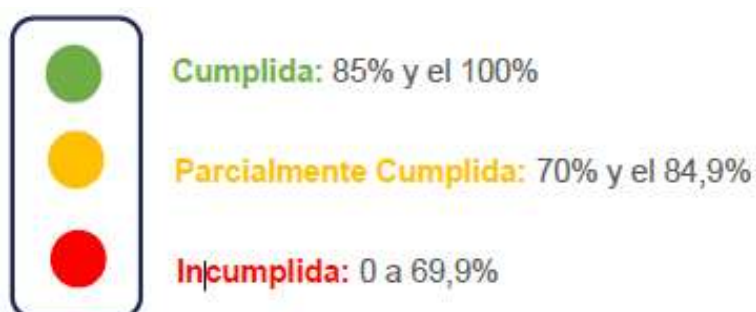 Cumplida: 85% y el 100%
Parcialmente Cumplida: 70% y el 84,9%
Incumplida: 0 a 69,9%